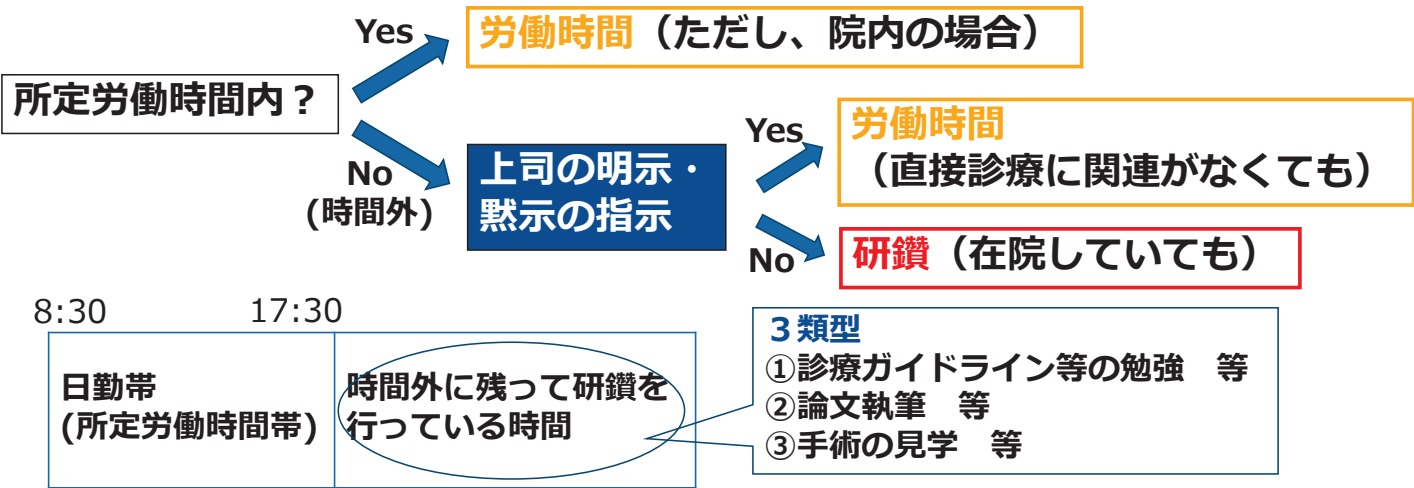 Yes
労働時間（ただし、院内の場合）
所定労働時間内？
No
(時間外)
上司の明示・
黙示の指示
Yes
労働時間
（直接診療に関連がなくても）
No
研鑽（在院していても）
8:30
17:30
日勤帯
(所定労働時間帯)
時間外に残って研鑽を
行っている時間
３類型
①診療ガイドライン等の勉強　等
②論文執筆　等
③手術の見学　等